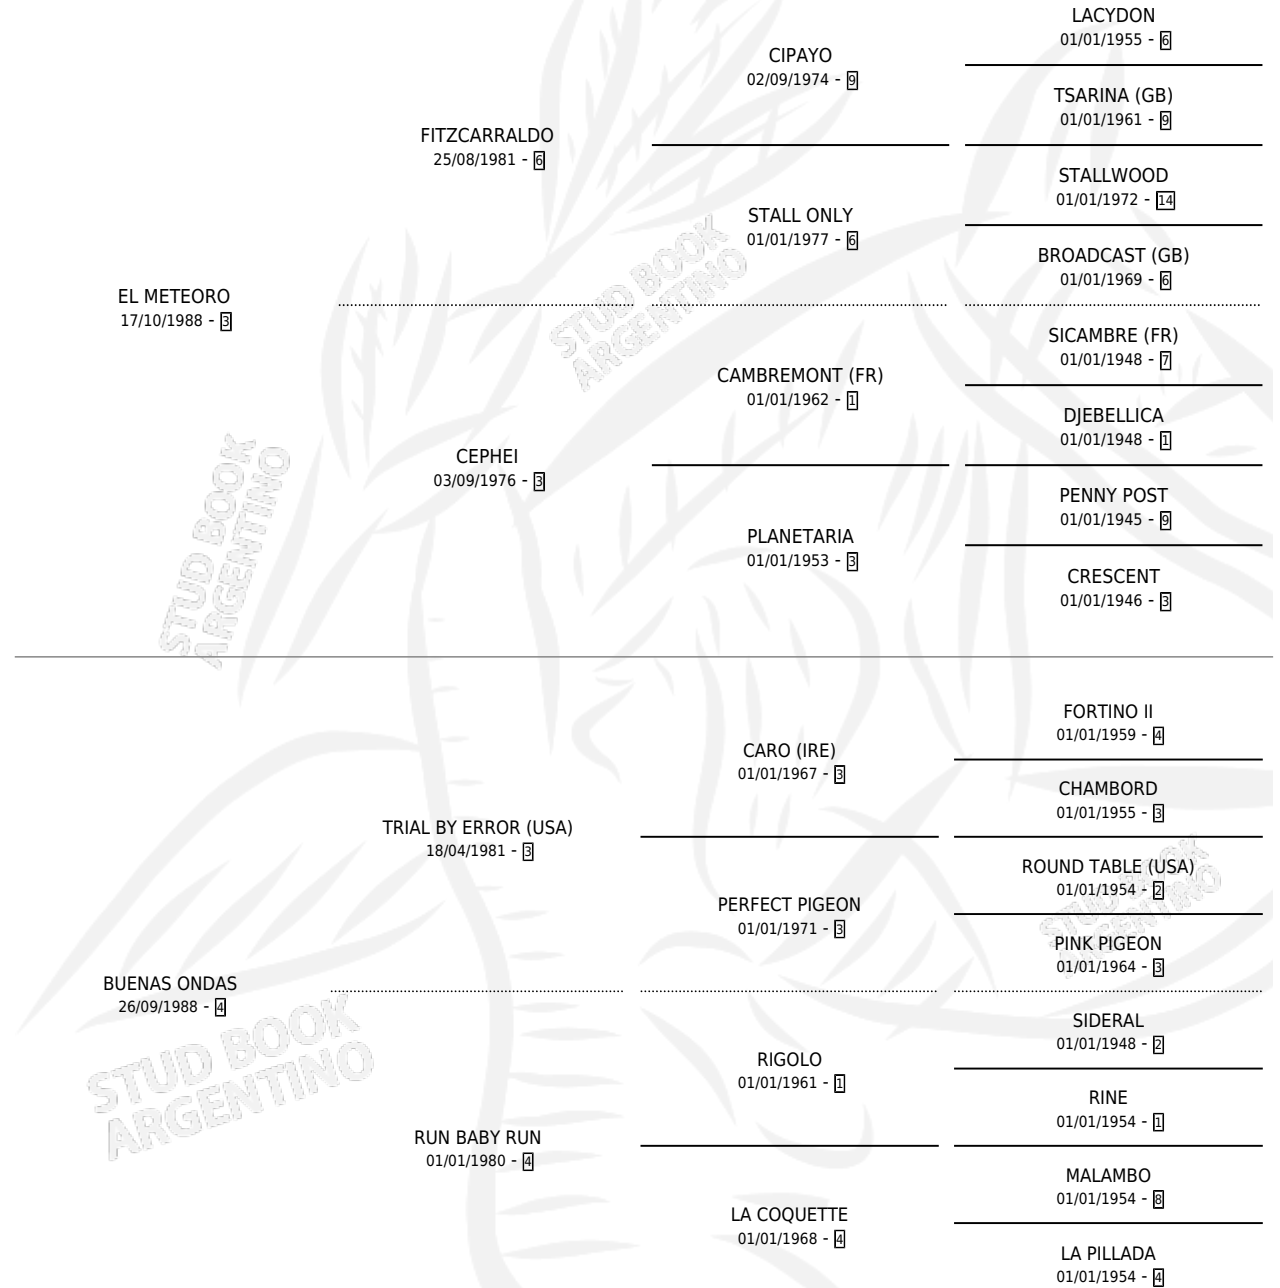 LACYDON
01/01/1955 - 6
CIPAYO
02/09/1974 - 9
TSARINA (GB)
01/01/1961 - 9
FITZCARRALDO
25/08/1981 - 6
STALLWOOD
01/01/1972 - 14
STALL ONLY
01/01/1977 - 6
BROADCAST (GB)
01/01/1969 - 6
EL METEORO
17/10/1988 - 3
SICAMBRE (FR)
01/01/1948 - 7
CAMBREMONT (FR)
01/01/1962 - 1
DJEBELLICA
01/01/1948 - 1
CEPHEI
03/09/1976 - 3
PENNY POST
01/01/1945 - 9
PLANETARIA
01/01/1953 - 3
CRESCENT
01/01/1946 - 3
FORTINO II
01/01/1959 - 4
CARO (IRE)
01/01/1967 - 3
CHAMBORD
01/01/1955 - 3
TRIAL BY ERROR (USA)
18/04/1981 - 3
ROUND TABLE (USA)
01/01/1954 - 2
PERFECT PIGEON
01/01/1971 - 3
PINK PIGEON
01/01/1964 - 3
BUENAS ONDAS
26/09/1988 - 4
SIDERAL
01/01/1948 - 2
RIGOLO
01/01/1961 - 1
RINE
01/01/1954 - 1
RUN BABY RUN
01/01/1980 - 4
MALAMBO
01/01/1954 - 8
LA COQUETTE
01/01/1968 - 4
LA PILLADA
01/01/1954 - 4
STUD BOOK
ARGENTINO
STUD BOOK
ARGENTINO
STUD BOOK
ARGENTINO
STUD BOOK
ARGENTINO